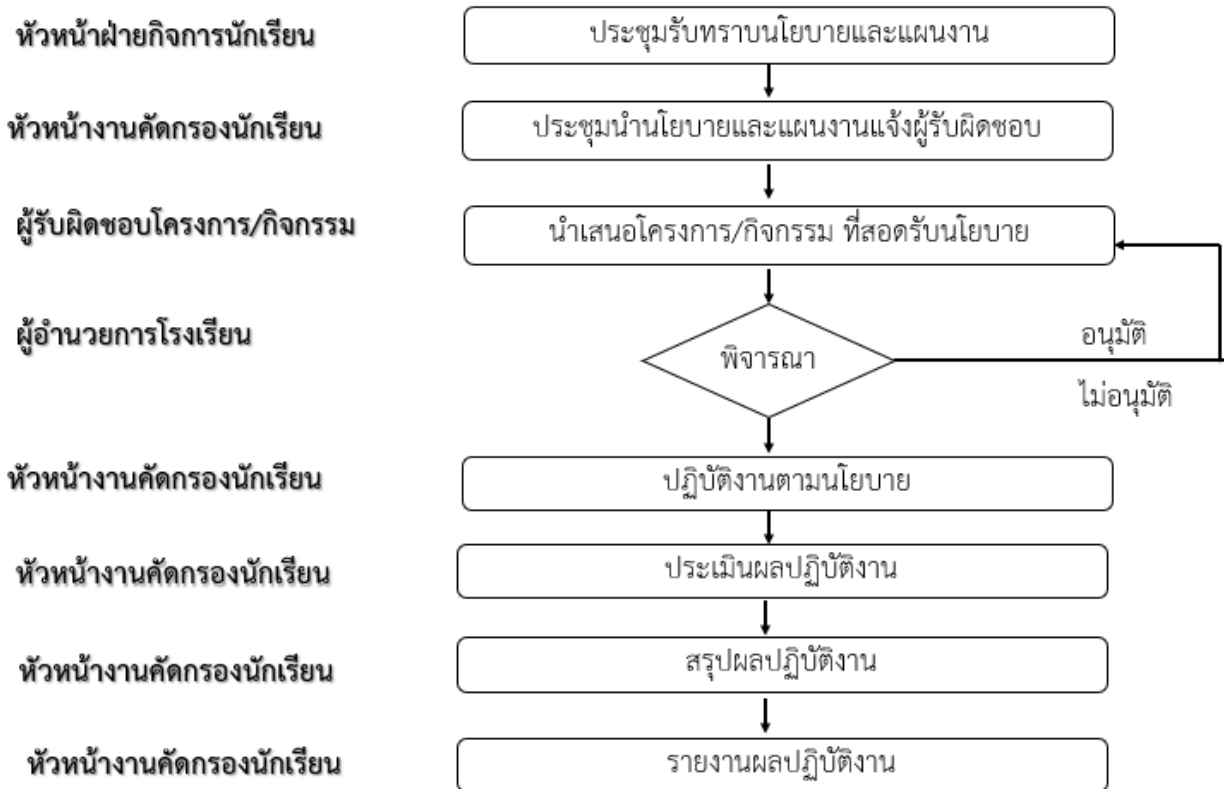 หัวหน้าฝ่ายกิจการนักเรียน
ประชุมรับทราบนโยบายและแผนงาน
หัวหน้างานคัดกรองนักเรียน
ประชุมนำนโยบายและแผนงานแจ้งผู้รับผิดชอบ
ผู้รับผิดชอบโครงการ/กิจกรรม
นำเสนอโครงการ/กิจกรรม ที่สอดรับนโยบาย
ผู้อำนวยการโรงเรียน
พิจารณา
อนุมัติ
ไม่อนุมัติ
หัวหน้างานคัดกรองนักเรียน
ปฏิบัติงานตามนโยบาย
หัวหน้างานคัดกรองนักเรียน
ประเมินผลปฏิบัติงาน
หัวหน้างานคัดกรองนักเรียน
สรุปผลปฏิบัติงาน
หัวหน้างานคัดกรองนักเรียน
รายงานผลปฏิบัติงาน